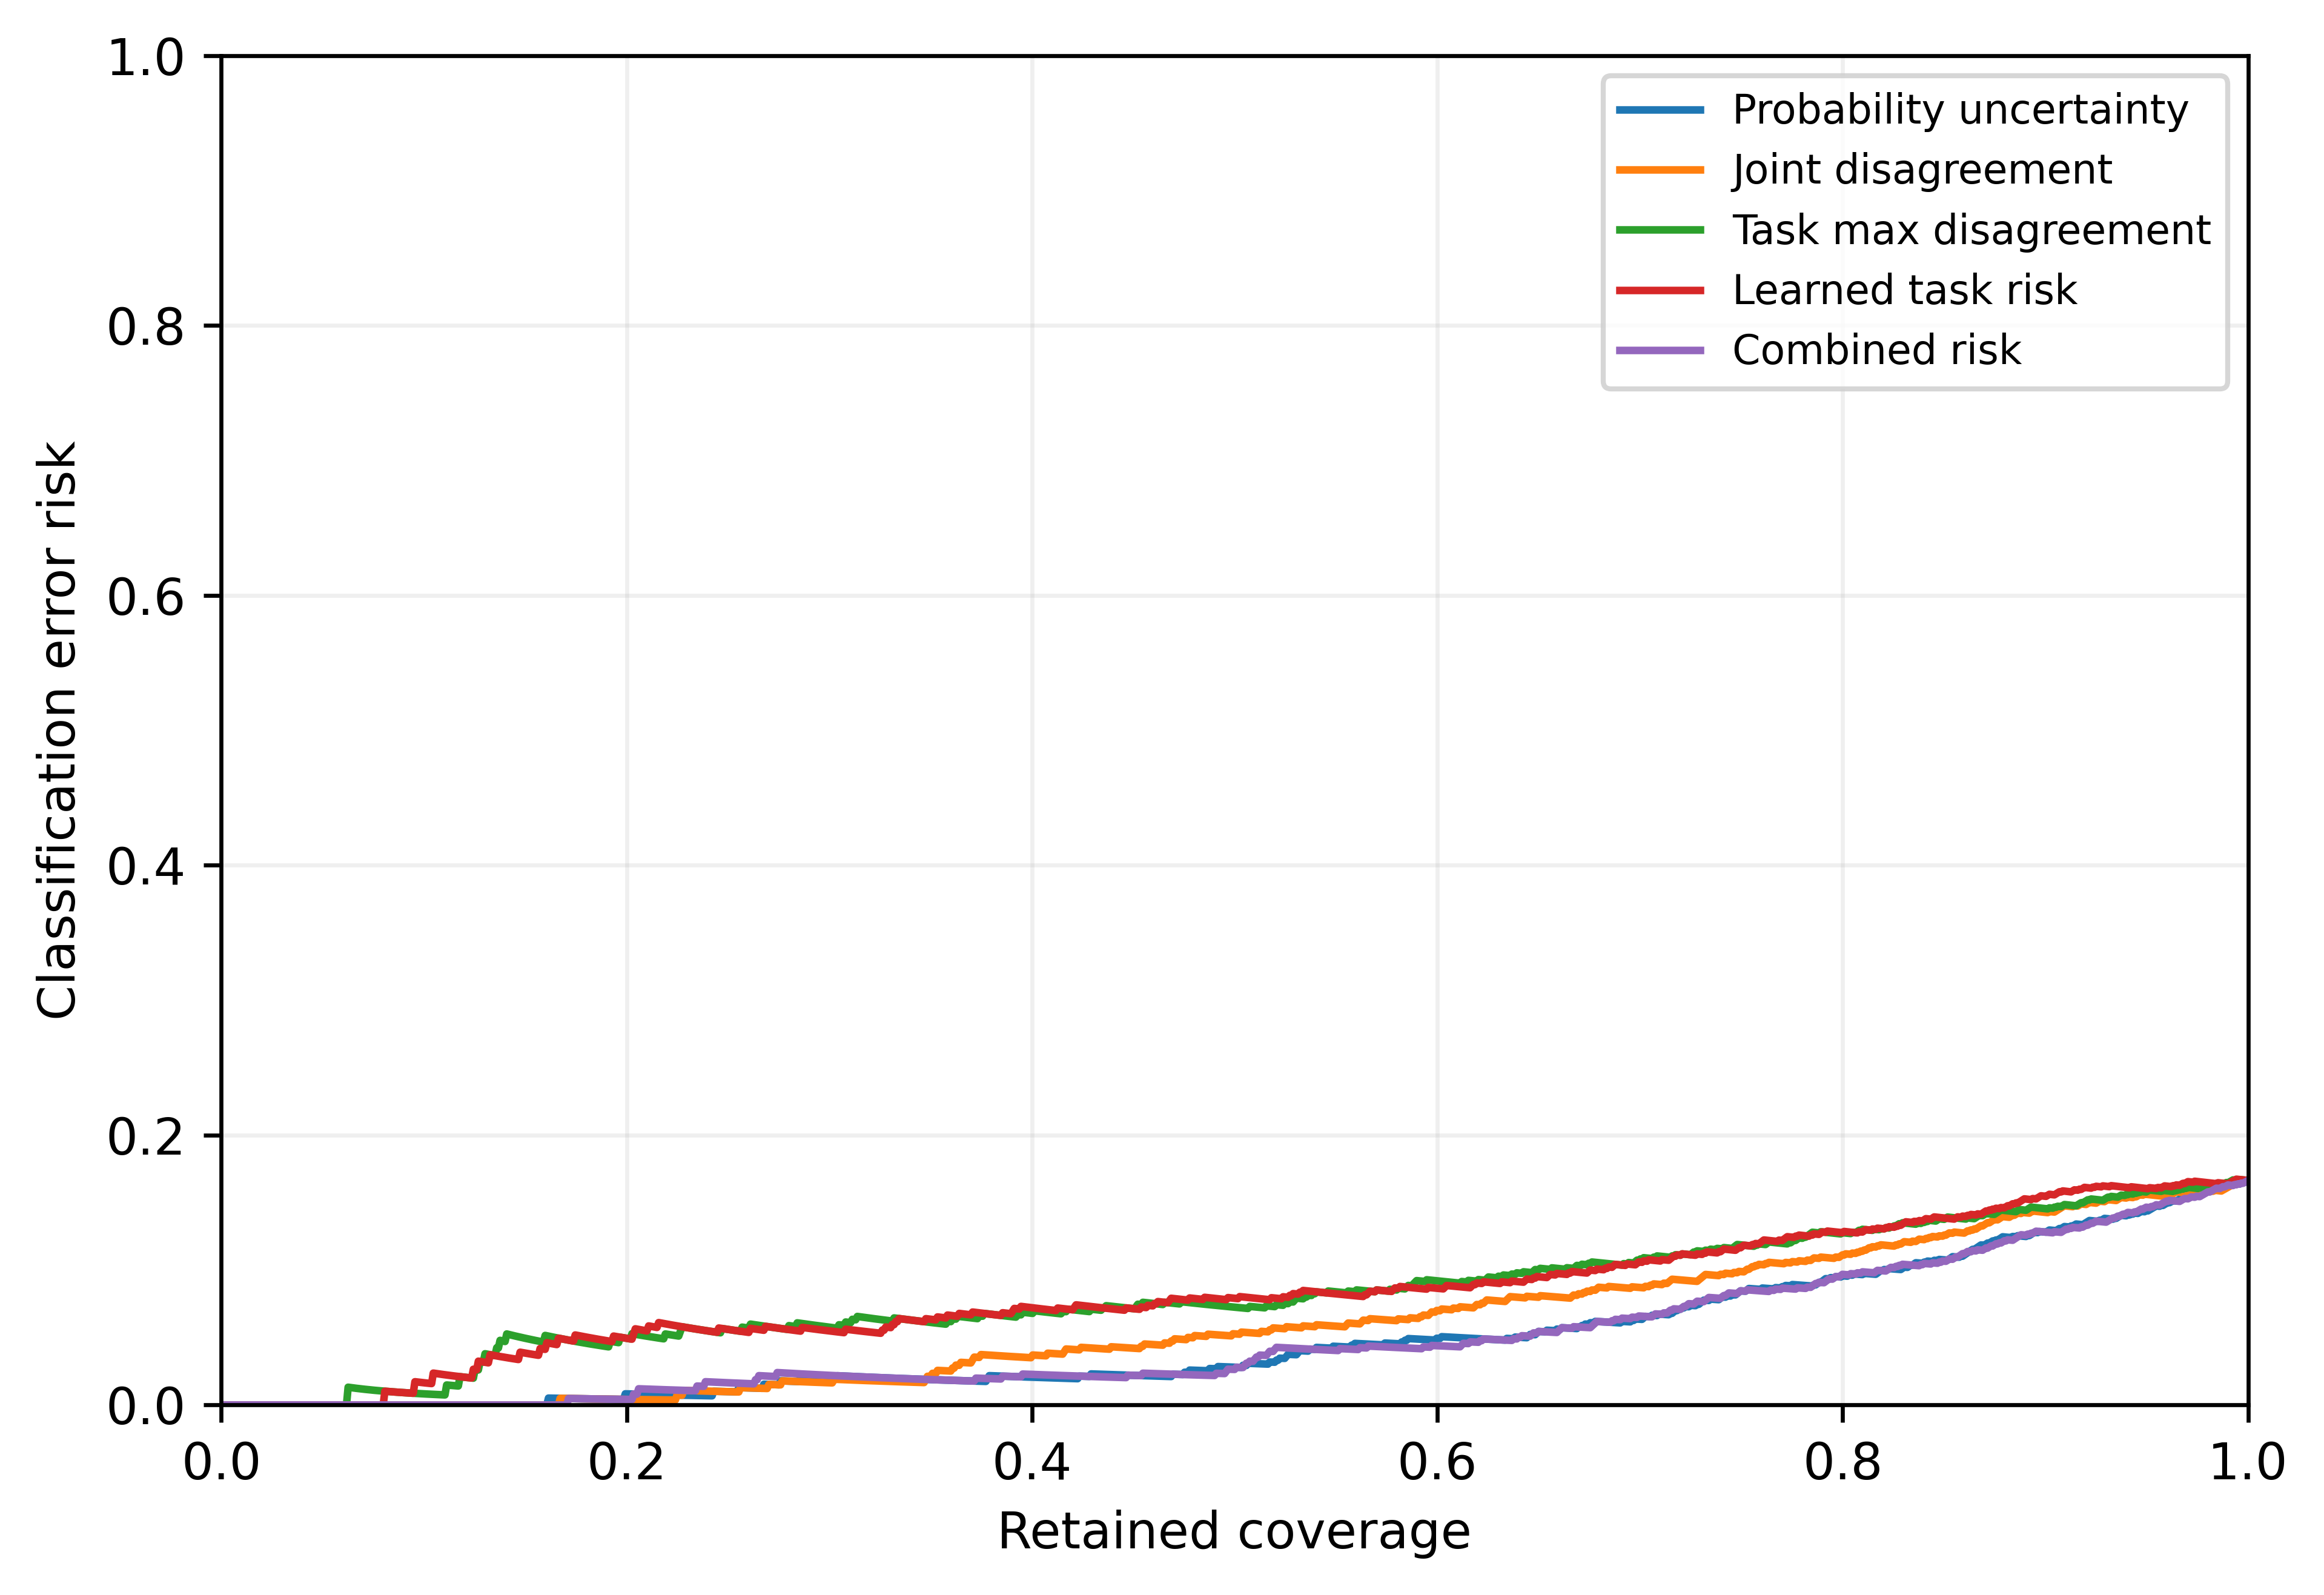 1.0
0.8
0.6
0.4
0.2
0.0
Classification error risk
Probability uncertainty
Joint disagreement
Task max disagreement
Learned task risk
Combined risk
0.0 0.2 0.4 0.6 0.8 1.0
Retained coverage